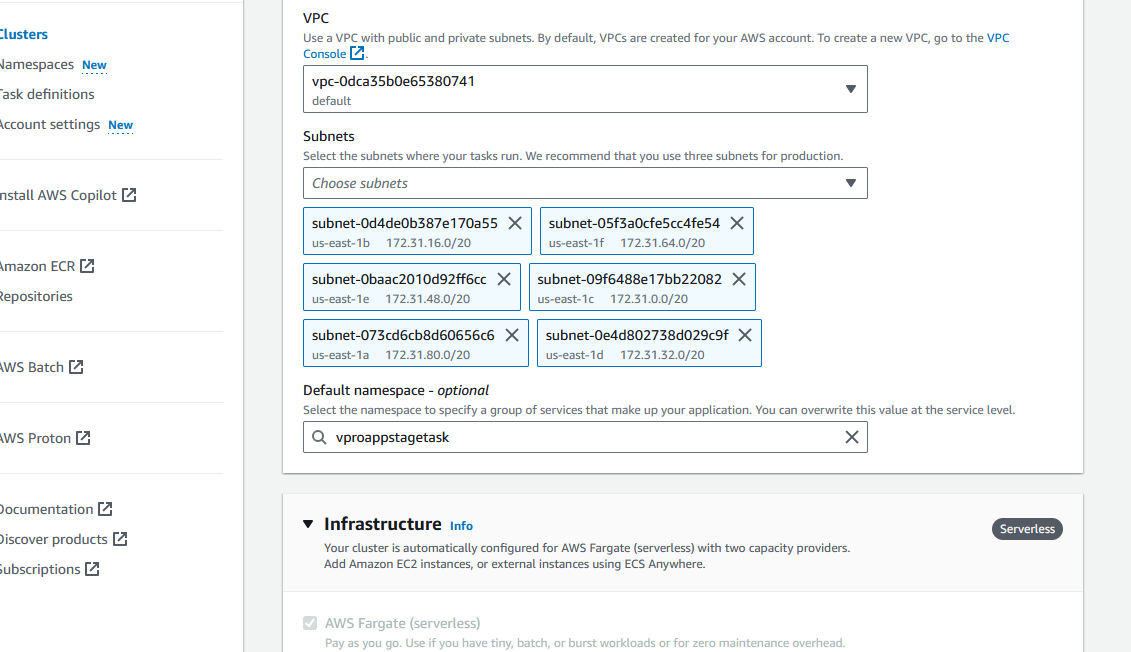 Clusters
Namespaces New
Task definitions
Account settings New
Install AWS Copilot
Amazon ECR
Repositories
AWS Batch
AWS Proton
Documentation
Discover products
Subscriptions
VPC
Use a VPC with public and private subnets. By default, VPCs are created for your AWS account. To create a new VPC, go to the VPC
Console.
vpc-0dca35b0e65380741
default
Subnets
Select the subnets where your tasks run. We recommend that you use three subnets for production.
Choose subnets
subnet-0d4de0b387e170a55 subnet-05f3a0cfe5cc4fe54
us-east-1b 172.31.16.0/20 us-east-1f 172.31.64.0/20
subnet-0baac2010d92ff6cc subnet-09f6488e17bb22082
us-east-1e 172.31.48.0/20 us-east-1c 172.31.0.0/20
subnet-073cd6cb8d60656c6 subnet-0e4d802738d029c9f
us-east-1a 172.31.80.0/20 us-east-1d 172.31.32.0/20
Default namespace - optional
Select the namespace to specify a group of services that make up your application. You can overwrite this value at the service level.
vproappstagetask
Infrastructure Info
Serverless
Your cluster is automatically configured for AWS Fargate (serverless) with two capacity providers.
Add Amazon EC2 instances, or external instances using ECS Anywhere.
AWS Fargate (serverless)
Pay as you go. Use if you have tiny, batch, or burst workloads or for zero maintenance overhead.